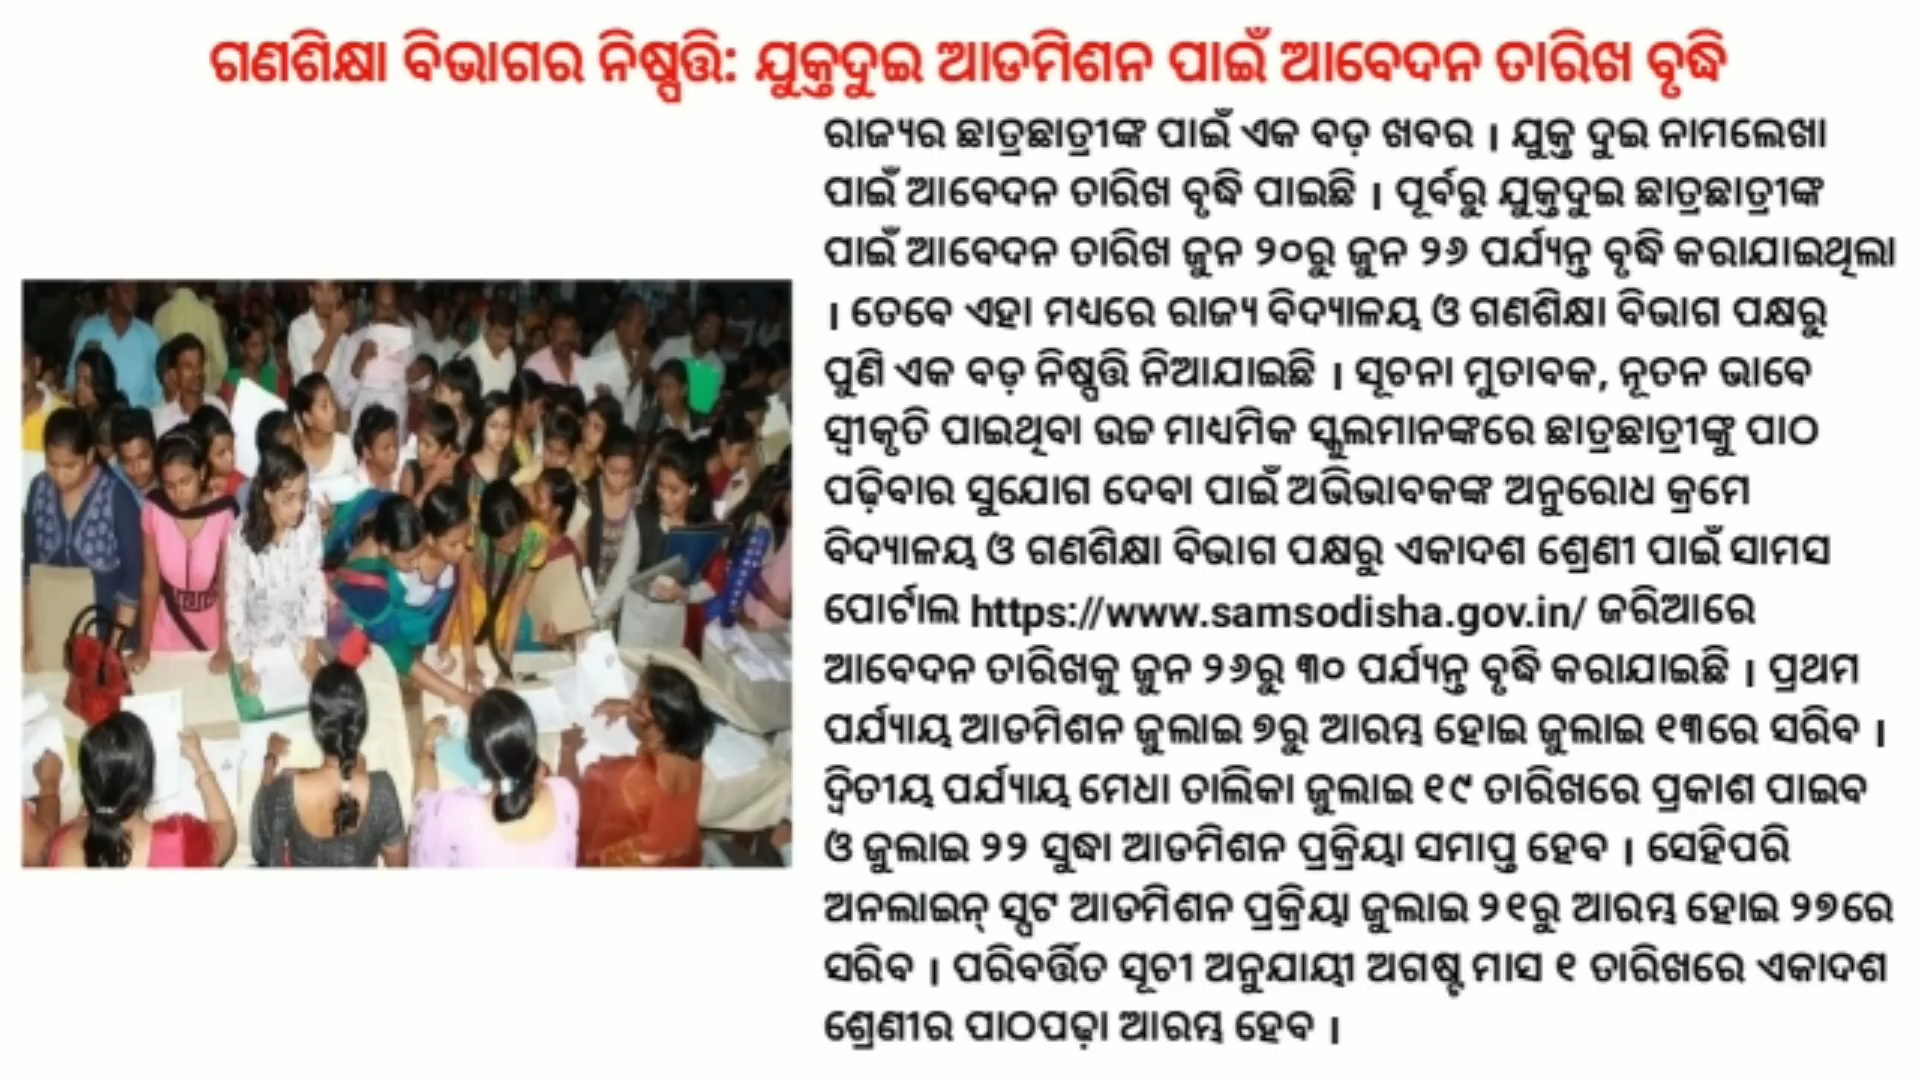 ଗଣଶିକ୍ଷା ବିଭାଗର ନିଷ୍ପତ୍ତି: ଯୁକ୍ତଦୁଇ ଆଡମିଶନ ପାଇଁ ଆବେଦନ ତାରିଖ ବୃଦ୍ଧି
ରାଜ୍ୟର ଛାତ୍ରଛାତ୍ରୀଙ୍କ ପାଇଁ ଏକ ବଡ଼ ଖବର । ଯୁକ୍ତ ଦୁଇ ନାମଲେଖା
ପାଇଁ ଆବେଦନ ତାରିଖ ବୃଦ୍ଧି ପାଇଛି । ପୂର୍ବରୁ ଯୁକ୍ତଦୁଇ ଛାତ୍ରଛାତ୍ରୀଙ୍କ
ପାଇଁ ଆବେଦନ ତାରିଖ ଜୁନ ୨୦ରୁ ଜୁନ ୨୬ ପର୍ଯ୍ୟନ୍ତ ବୃଦ୍ଧି କରାଯାଇଥିଲା
। ତେବେ ଏହା ମଧ୍ୟରେ ରାଜ୍ୟ ବିଦ୍ୟାଳୟ ଓ ଗଣଶିକ୍ଷା ବିଭାଗ ପକ୍ଷରୁ
ପୁଣି ଏକ ବଡ଼ ନିଷ୍ପତ୍ତି ନିଆଯାଇଛି । ସୂଚନା ମୁତାବକ, ନୂତନ ଭାବେ
ସ୍ୱୀକୃତି ପାଇଥିବା ଉଚ୍ଚ ମାଧ୍ୟମିକ ସ୍କୁଲମାନଙ୍କରେ ଛାତ୍ରଛାତ୍ରୀଙ୍କୁ ପାଠ
ପଢ଼ିବାର ସୁଯୋଗ ଦେବା ପାଇଁ ଅଭିଭାବକଙ୍କ ଅନୁରୋଧ କ୍ରମେ
ବିଦ୍ୟାଳୟ ଓ ଗଣଶିକ୍ଷା ବିଭାଗ ପକ୍ଷରୁ ଏକାଦଶ ଶ୍ରେଣୀ ପାଇଁ ସାମସ
ପୋର୍ଟାଲ https://www.samsodisha.gov.in/ ଜରିଆରେ
ଆବେଦନ ତାରିଖକୁ ଜୁନ ୨୬ରୁ ୩୦ ପର୍ଯ୍ୟନ୍ତ ବୃଦ୍ଧି କରାଯାଇଛି । ପ୍ରଥମ
ପର୍ଯ୍ୟାୟ ଆଡମିଶନ ଜୁଲାଇ ୭ରୁ ଆରମ୍ଭ ହୋଇ ଜୁଲାଇ ୧୩ରେ ସରିବ ।
ଦ୍ୱିତୀୟ ପର୍ଯ୍ୟାୟ ମେଧା ତାଲିକା ଜୁଲାଇ ୧୯ ତାରିଖରେ ପ୍ରକାଶ ପାଇବ
ଓ ଜୁଲାଇ ୨୨ ସୁଦ୍ଧା ଆଡମିଶନ ପ୍ରକ୍ରିୟା ସମାପ୍ତ ହେବ । ସେହିପରି
ଅନଲାଇନ୍ ସ୍ପଟ ଆଡମିଶନ ପ୍ରକ୍ରିୟା ଜୁଲାଇ ୨୧ରୁ ଆରମ୍ଭ ହୋଇ ୨୭ରେ
ସରିବ । ପରିବର୍ତ୍ତିତ ସୂଚୀ ଅନୁଯାୟୀ ଅଗଷ୍ଟ ମାସ ୧ ତାରିଖରେ ଏକାଦଶ
ଶ୍ରେଣୀର ପାଠପଢ଼ା ଆରମ୍ଭ ହେବ ।